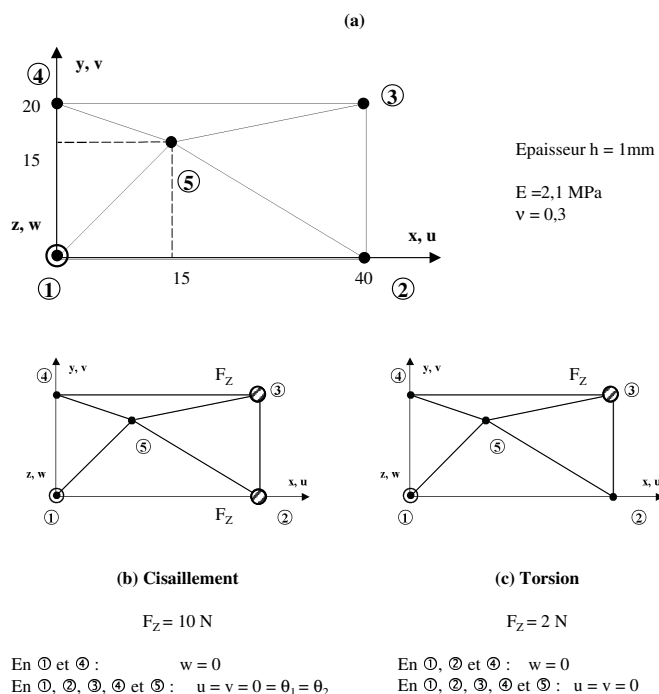 (a)
y, v
④
③
20
15
⑤
Epaisseur h = 1mm
E =2,1 MPa
ν = 0,3
z, w
x, u
①
15
40
②
④
y, v
F_Z
③
⑤
z, w
x, u
①
F_Z
②
④
y, v
F_Z
③
⑤
z, w
x, u
①
②
(b) Cisaillement
(c) Torsion
F_Z = 10 N
F_Z = 2 N
En ① et ④ : w = 0
En ①, ②, ③, ④ et ⑤ : u = v = 0 = θ₁ = θ₂
En ①, ② et ④ : w = 0
En ①, ②, ③, ④ et ⑤ : u = v = 0